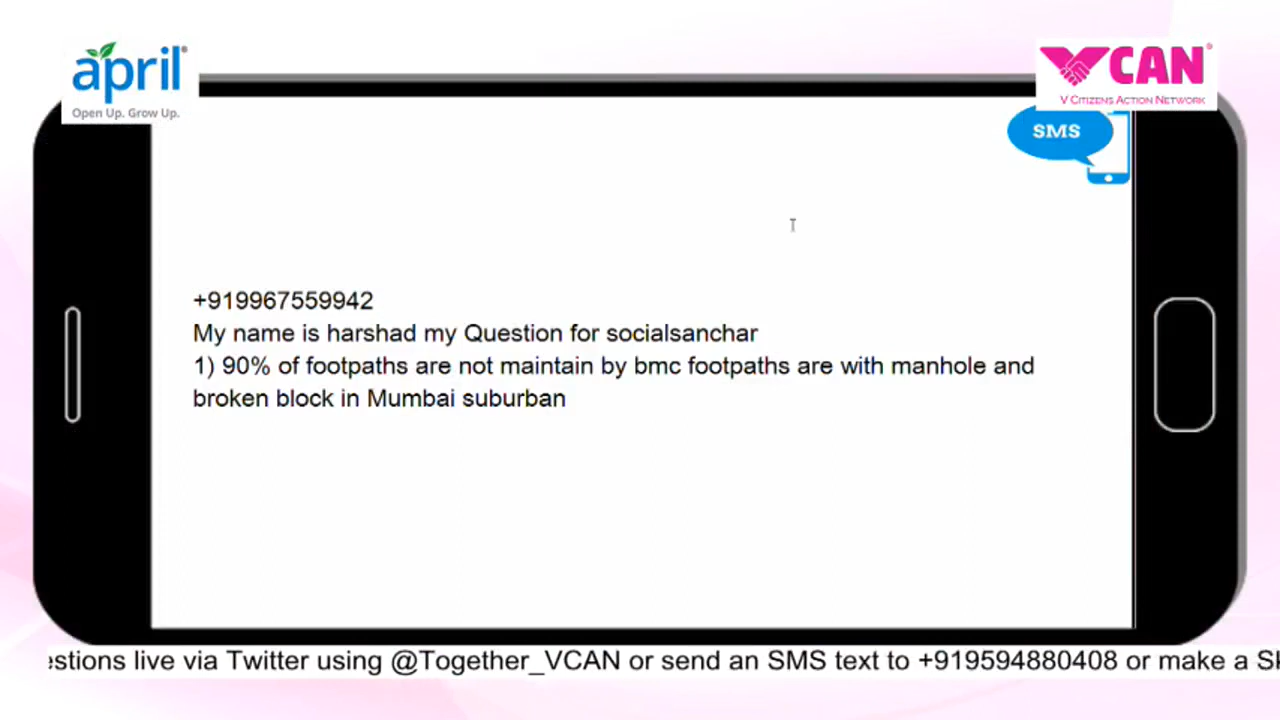 april
Open Up. Grow Up.
VCAN
V CITIZENS ACTION NETWORK
SMS
+919967559942
My name is harshad my Question for socialsanchar
1) 90% of footpaths are not maintain by bmc footpaths are with manhole and
broken block in Mumbai suburban
estions live via Twitter using @Together_VCAN or send an SMS text to +919594880408 or make a Sk